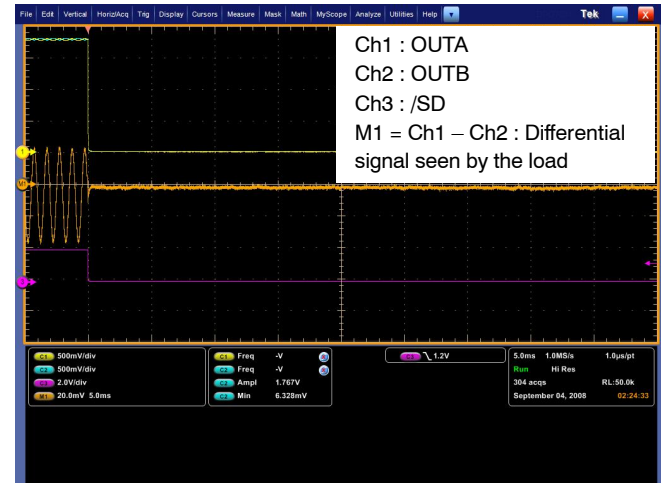 File Edit Vertical Horiz/Acq Trig Display Cursors Measure Mask Math MyScope Analyze Utilities Help Tek X
Ch1 : OUTA
Ch2 : OUTB
Ch3 : /SD
M1 = Ch1 – Ch2 : Differential
signal seen by the load
1
M1
3
C1 500mV/div
C2 500mV/div
C3 2.0V/div
M1 20.0mV 5.0ms
C1 Freq -V
C2 Freq -V
C2 Ampl 1.767V
C2 Min 6.328mV
C3 1.2V
5.0ms 1.0MS/s 1.0µs/pt
Run Hi Res
304 acqs RL:50.0k
September 04, 2008 02:24:33